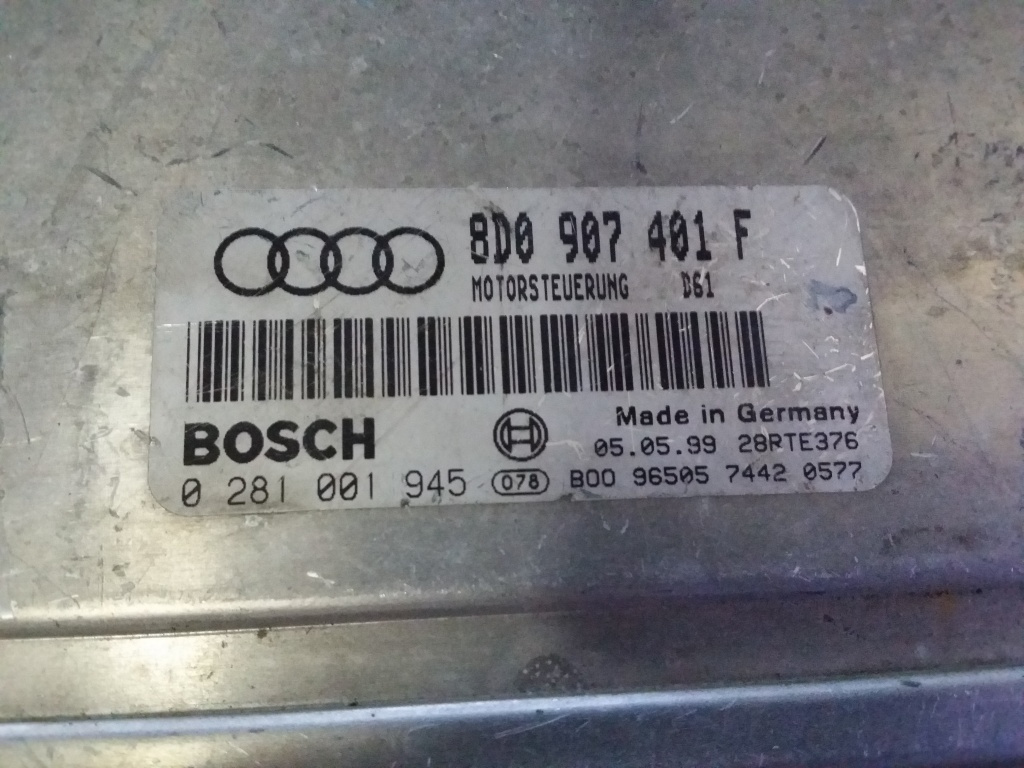 8D0 907 401 F
MOTORSTEUERUNG D61
BOSCH
Made in Germany
05.05.99 28RTE376
0 281 001 945 078 B00 96505 7442 0577